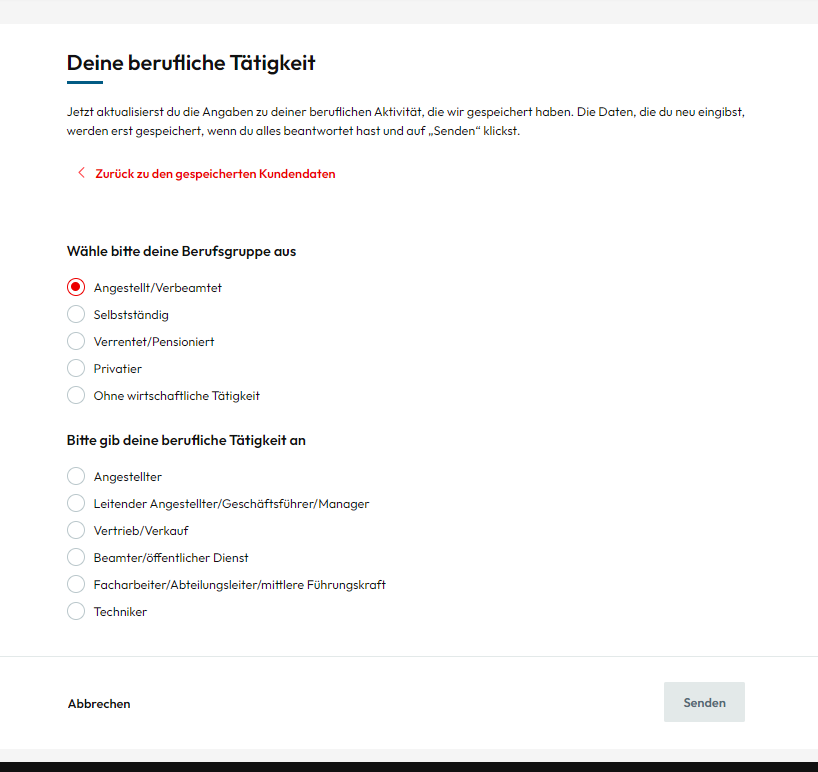 Deine berufliche Tätigkeit
Jetzt aktualisierst du die Angaben zu deiner beruflichen Aktivität, die wir gespeichert haben. Die Daten, die du neu eingibst,
werden erst gespeichert, wenn du alles beantwortet hast und auf „Senden“ klickst.
Zurück zu den gespeicherten Kundendaten
Wähle bitte deine Berufsgruppe aus
Angestellt/Verbeamtet
Selbstständig
Verrentet/Pensioniert
Privatier
Ohne wirtschaftliche Tätigkeit
Bitte gib deine berufliche Tätigkeit an
Angestellter
Leitender Angestellter/Geschäftsführer/Manager
Vertrieb/Verkauf
Beamter/öffentlicher Dienst
Facharbeiter/Abteilungsleiter/mittlere Führungskraft
Techniker
Abbrechen
Senden